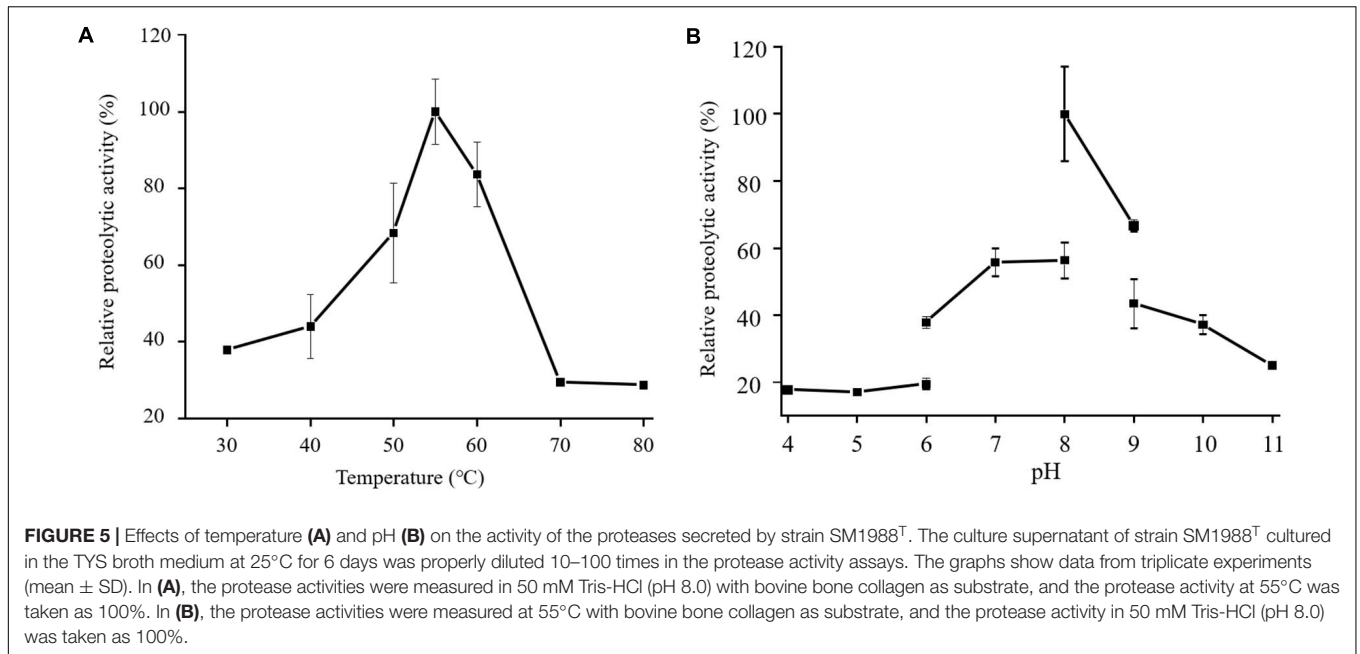 A
120
100
80
60
40
20
Relative proteolytic activity (%)
30 40 50 60 70 80
Temperature (°C)
B
120
100
80
60
40
20
Relative proteolytic activity (%)
4 5 6 7 8 9 10 11
pH
FIGURE 5 | Effects of temperature (A) and pH (B) on the activity of the proteases secreted by strain SM1988ᵀ. The culture supernatant of strain SM1988ᵀ cultured
in the TYS broth medium at 25°C for 6 days was properly diluted 10–100 times in the protease activity assays. The graphs show data from triplicate experiments
(mean ± SD). In (A), the protease activities were measured in 50 mM Tris-HCl (pH 8.0) with bovine bone collagen as substrate, and the protease activity at 55°C was
taken as 100%. In (B), the protease activities were measured at 55°C with bovine bone collagen as substrate, and the protease activity in 50 mM Tris-HCl (pH 8.0)
was taken as 100%.